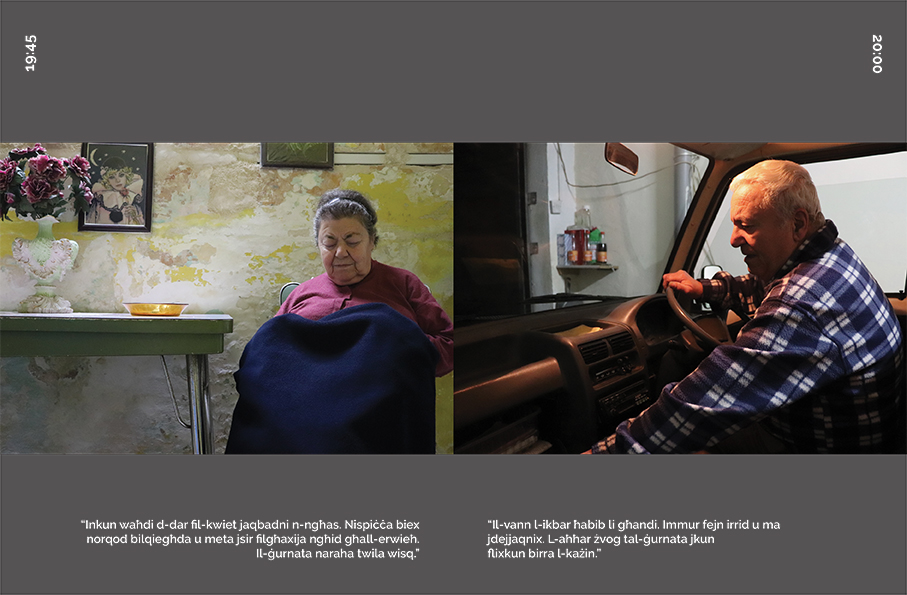 19:45
20:00
“Inkun waħdi d-dar fil-kwiet jaqbadni n-ngħas. Nispiċċa biex
norqod bilqiegħda u meta jsir filgħaxija ngħid għall-erwieħ.
Il-ġurnata naraha twila wisq.”
“Il-vann l-ikbar ħabib li għandi. Immur fejn irrid u ma
jdejjaqnix. L-aħħar żvog tal-ġurnata jkun
flixkun birra l-każin.”